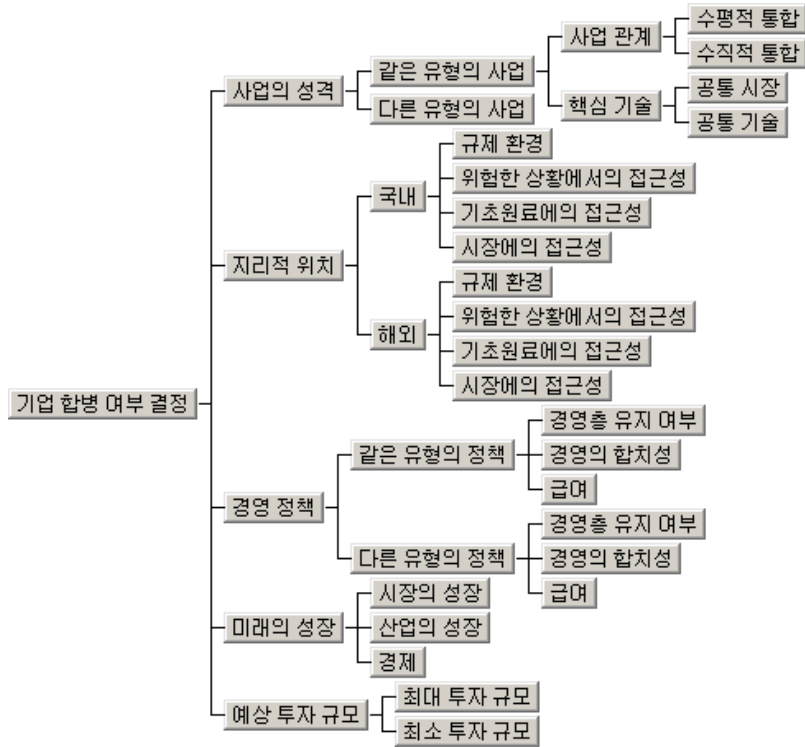 기업 합병 여부 결정
사업의 성격
같은 유형의 사업
사업 관계
수평적 통합
수직적 통합
핵심 기술
공통 시장
공통 기술
다른 유형의 사업
지리적 위치
국내
규제 환경
위험한 상황에서의 접근성
기초원료에의 접근성
시장에의 접근성
해외
규제 환경
위험한 상황에서의 접근성
기초원료에의 접근성
시장에의 접근성
경영 정책
같은 유형의 정책
경영층 유지 여부
경영의 합치성
급여
다른 유형의 정책
경영층 유지 여부
경영의 합치성
급여
미래의 성장
시장의 성장
산업의 성장
경제
예상 투자 규모
최대 투자 규모
최소 투자 규모